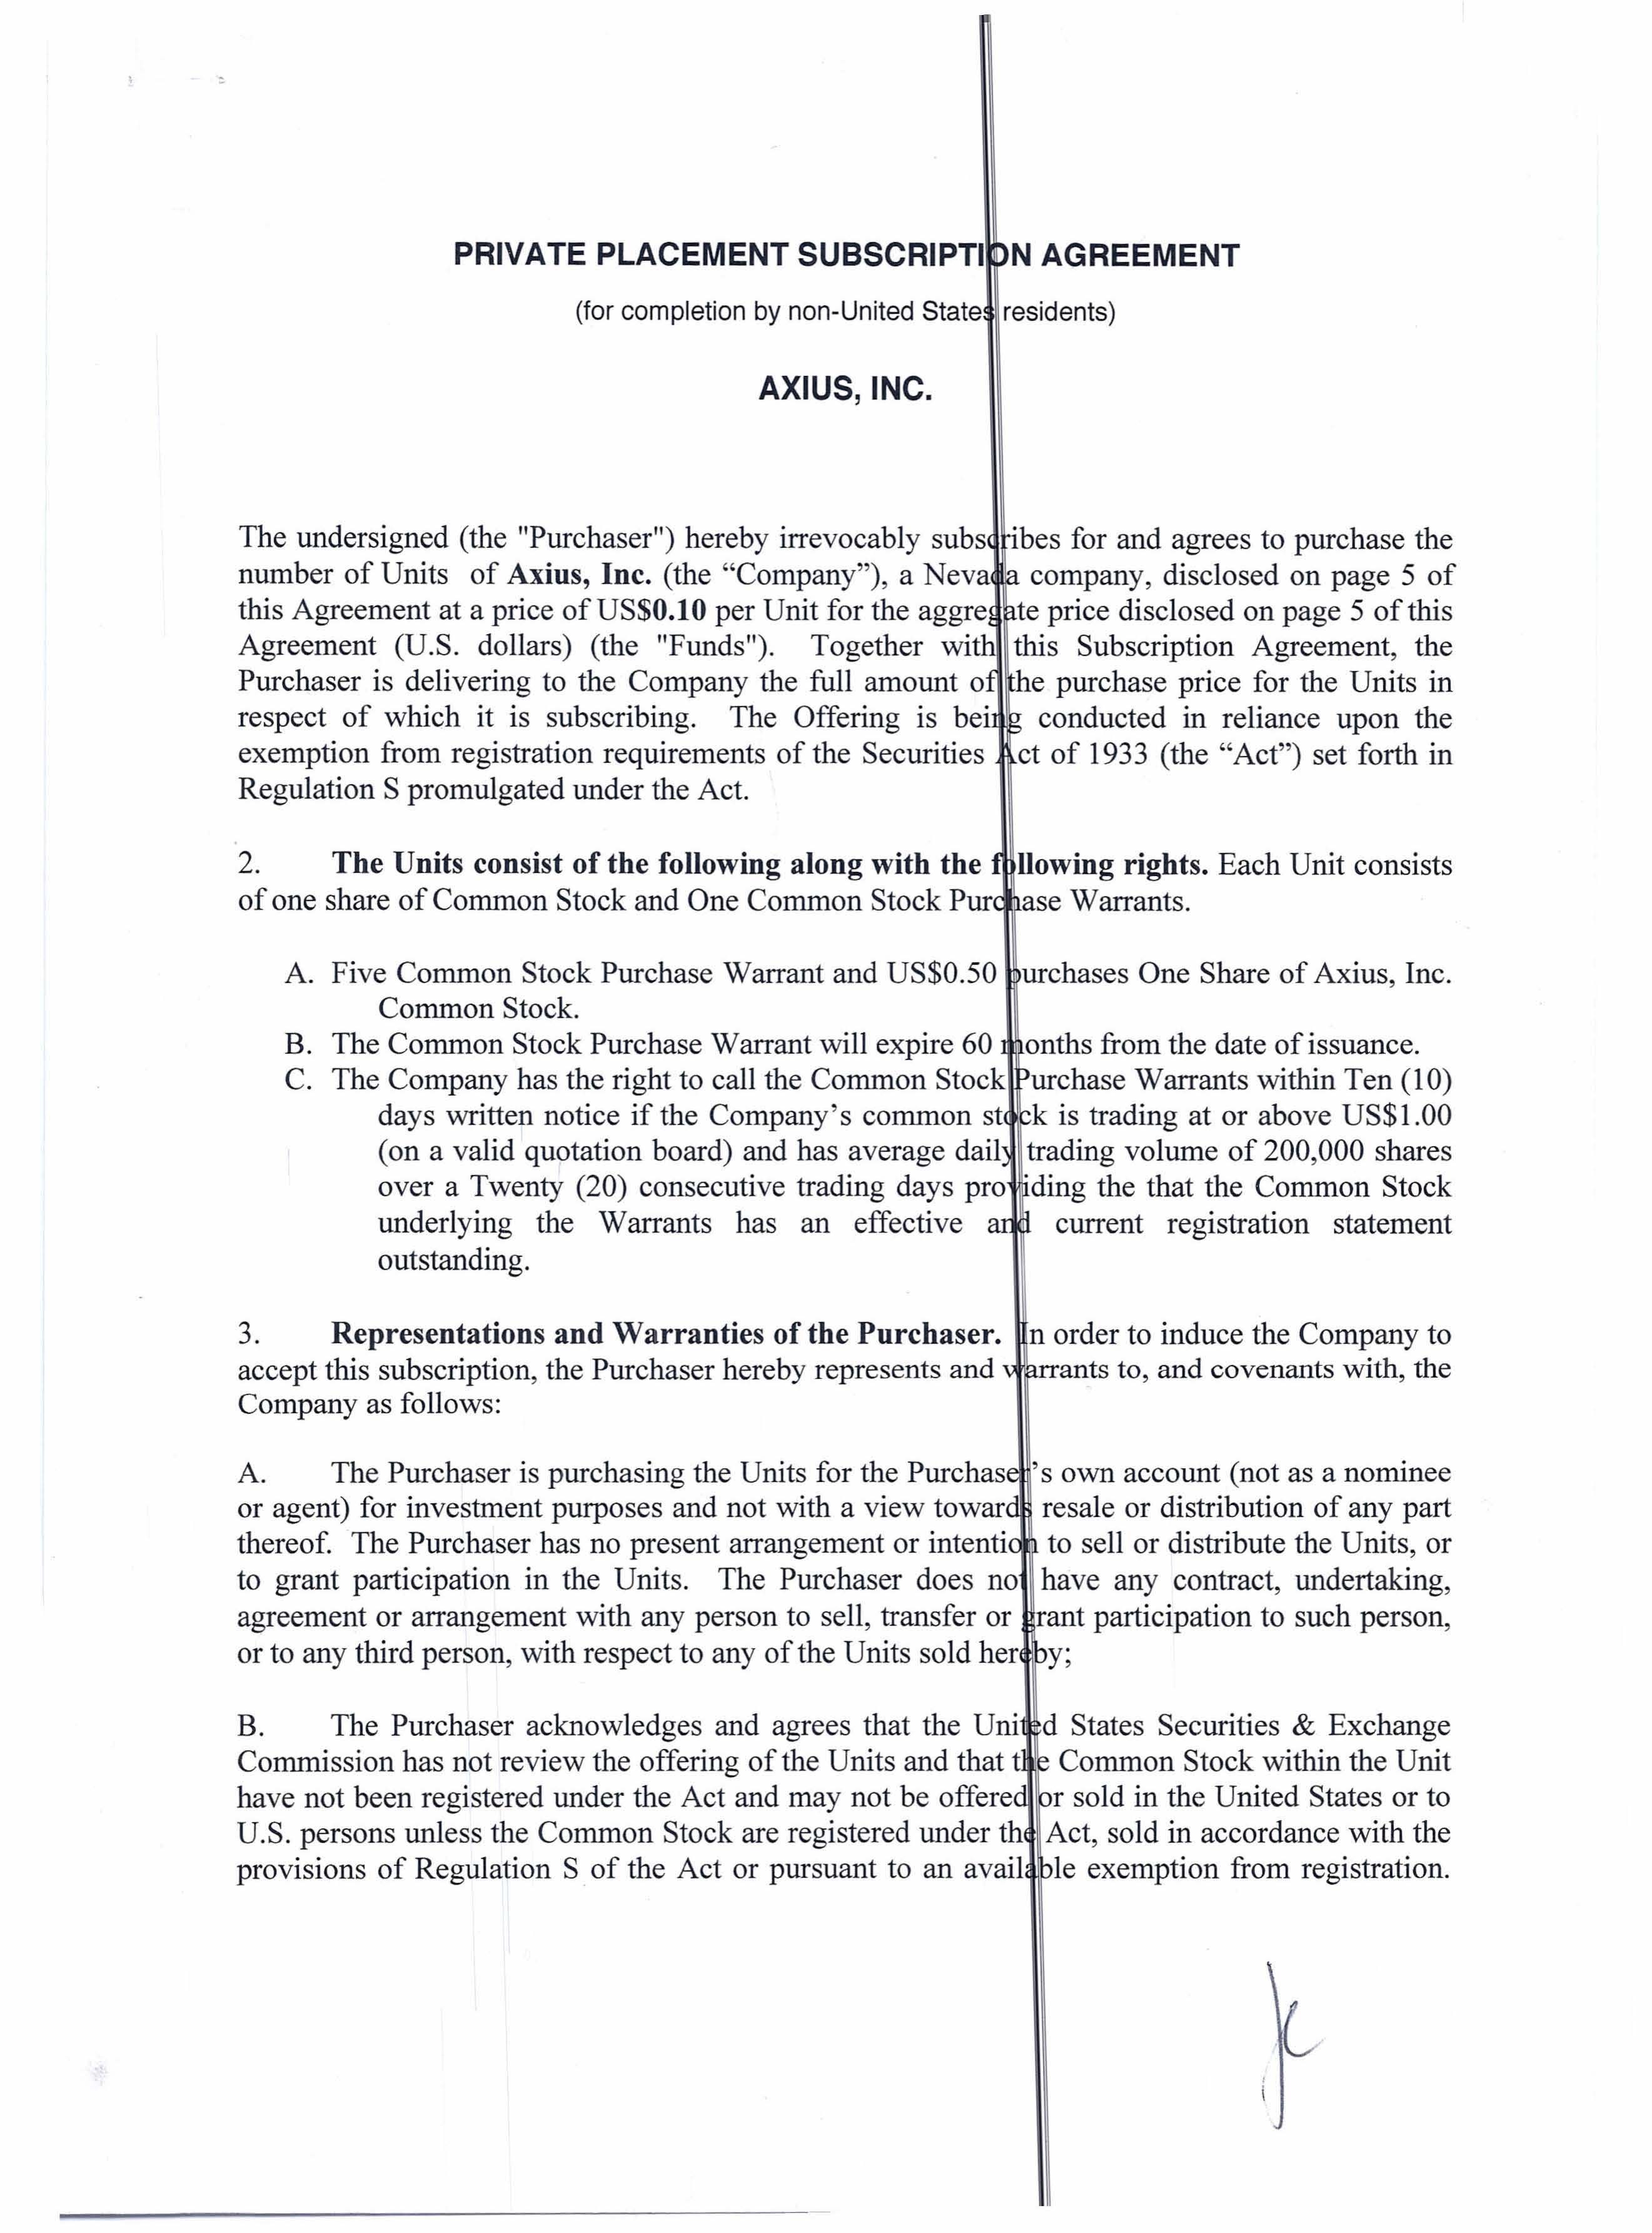 PRIVATE PLACEMENT SUBSCRIPTION AGREEMENT
(for completion by non-United States residents)
AXIUS, INC.
The undersigned (the "Purchaser") hereby irrevocably subscribes for and agrees to purchase the
number of Units of Axius, Inc. (the “Company”), a Nevada company, disclosed on page 5 of
this Agreement at a price of US$0.10 per Unit for the aggregate price disclosed on page 5 of this
Agreement (U.S. dollars) (the "Funds"). Together with this Subscription Agreement, the
Purchaser is delivering to the Company the full amount of the purchase price for the Units in
respect of which it is subscribing. The Offering is being conducted in reliance upon the
exemption from registration requirements of the Securities Act of 1933 (the “Act”) set forth in
Regulation S promulgated under the Act.
2. The Units consist of the following along with the following rights. Each Unit consists
of one share of Common Stock and One Common Stock Purchase Warrants.
A. Five Common Stock Purchase Warrant and US$0.50 purchases One Share of Axius, Inc.
Common Stock.
B. The Common Stock Purchase Warrant will expire 60 months from the date of issuance.
C. The Company has the right to call the Common Stock Purchase Warrants within Ten (10)
days written notice if the Company’s common stock is trading at or above US$1.00
(on a valid quotation board) and has average daily trading volume of 200,000 shares
over a Twenty (20) consecutive trading days providing the that the Common Stock
underlying the Warrants has an effective and current registration statement
outstanding.
3. Representations and Warranties of the Purchaser. In order to induce the Company to
accept this subscription, the Purchaser hereby represents and warrants to, and covenants with, the
Company as follows:
A. The Purchaser is purchasing the Units for the Purchaser’s own account (not as a nominee
or agent) for investment purposes and not with a view towards resale or distribution of any part
thereof. The Purchaser has no present arrangement or intention to sell or distribute the Units, or
to grant participation in the Units. The Purchaser does not have any contract, undertaking,
agreement or arrangement with any person to sell, transfer or grant participation to such person,
or to any third person, with respect to any of the Units sold hereby;
B. The Purchaser acknowledges and agrees that the United States Securities & Exchange
Commission has not review the offering of the Units and that the Common Stock within the Unit
have not been registered under the Act and may not be offered or sold in the United States or to
U.S. persons unless the Common Stock are registered under the Act, sold in accordance with the
provisions of Regulation S of the Act or pursuant to an available exemption from registration.